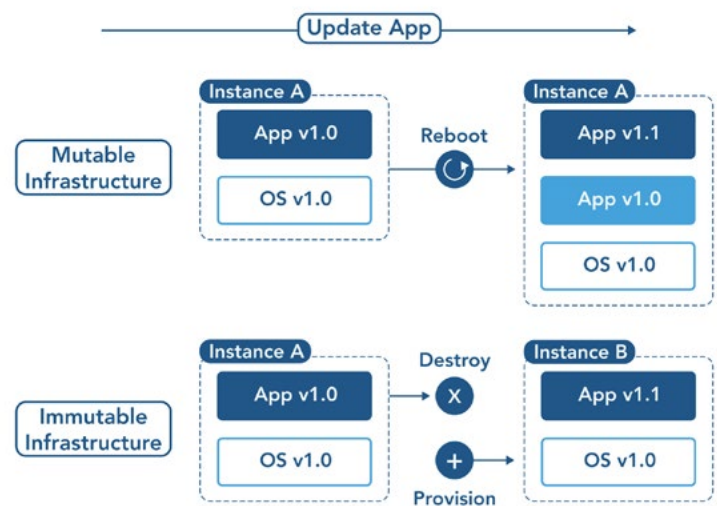 Update App
Instance A
Instance A
App v1.0
App v1.1
Mutable
Infrastructure
Reboot
OS v1.0
App v1.0
OS v1.0
Instance A
Destroy
Instance B
App v1.0
X
App v1.1
Immutable
Infrastructure
OS v1.0
+
OS v1.0
Provision